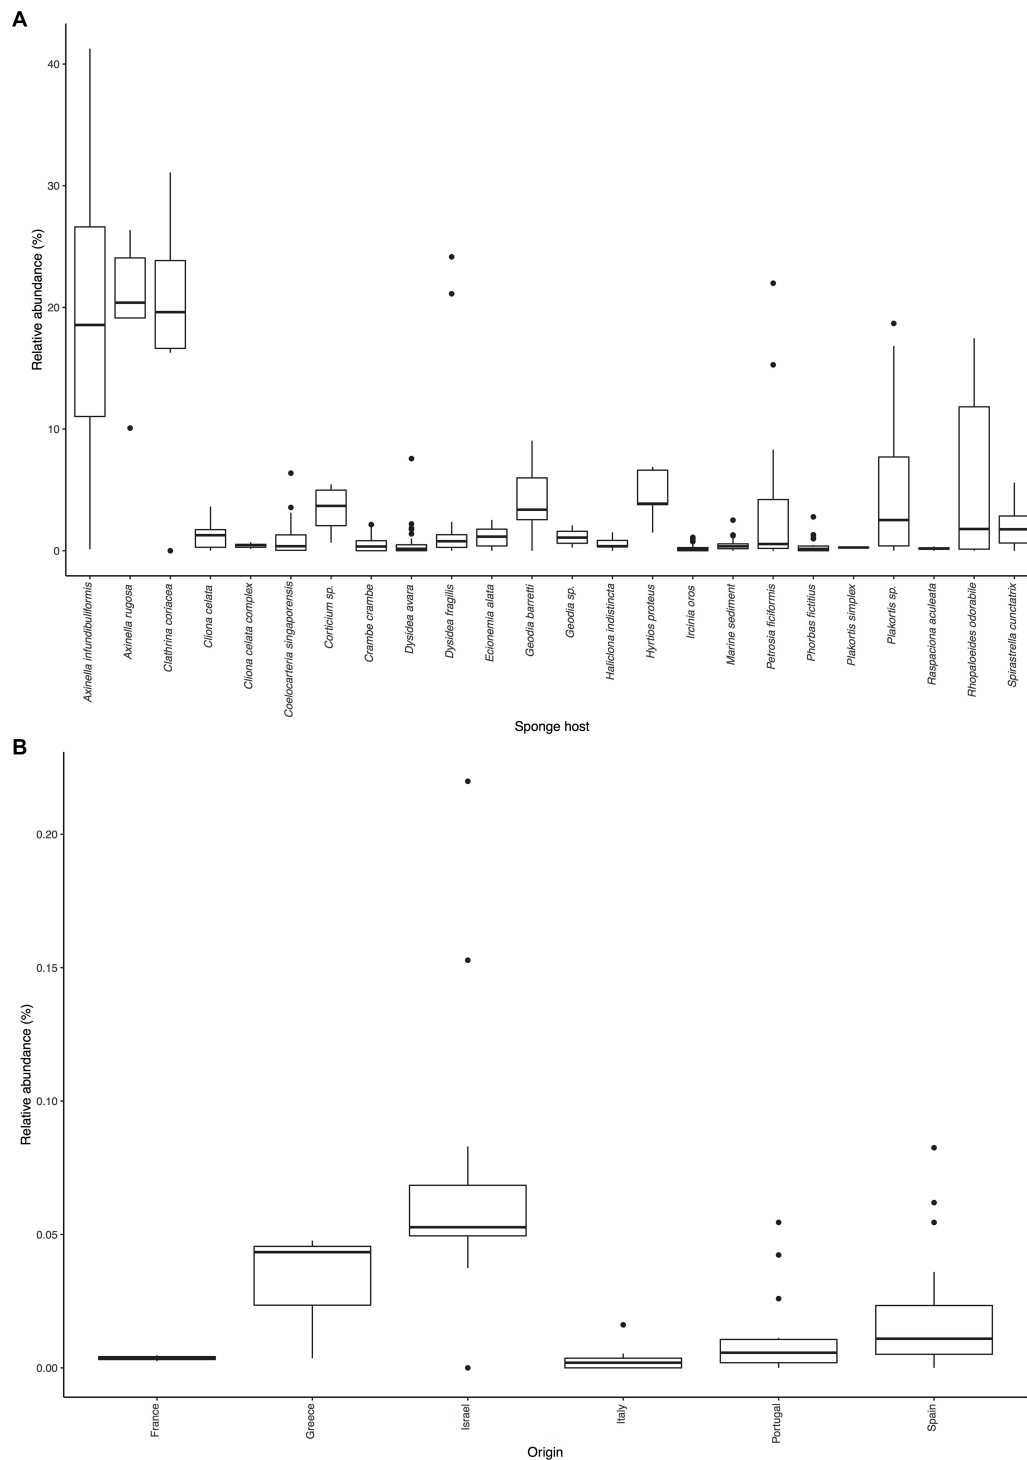 A
Relative abundance (%)
40
30
20
10
0
Axinella infundibuliformis
Axinella rugosa
Clathrina coriacea
Cliona celata
Cliona celata complex
Coelocarteria singaporensis
Corticium sp.
Crambe crambe
Dysidea avara
Dysidea fragilis
Ecionemia alata
Geodia barretti
Geodia sp.
Haliclona indistincta
Hyrtios proteus
Ircinia oros
Marine sediment
Petrosia ficiformis
Phorbas fictitius
Plakortis simplex
Plakortis sp.
Raspaciona aculeata
Rhopaloeides odorabile
Spirastrella cunctatrix
Sponge host
B
Relative abundance (%)
0.20
0.15
0.10
0.05
0.00
France
Greece
Israel
Italy
Portugal
Spain
Origin